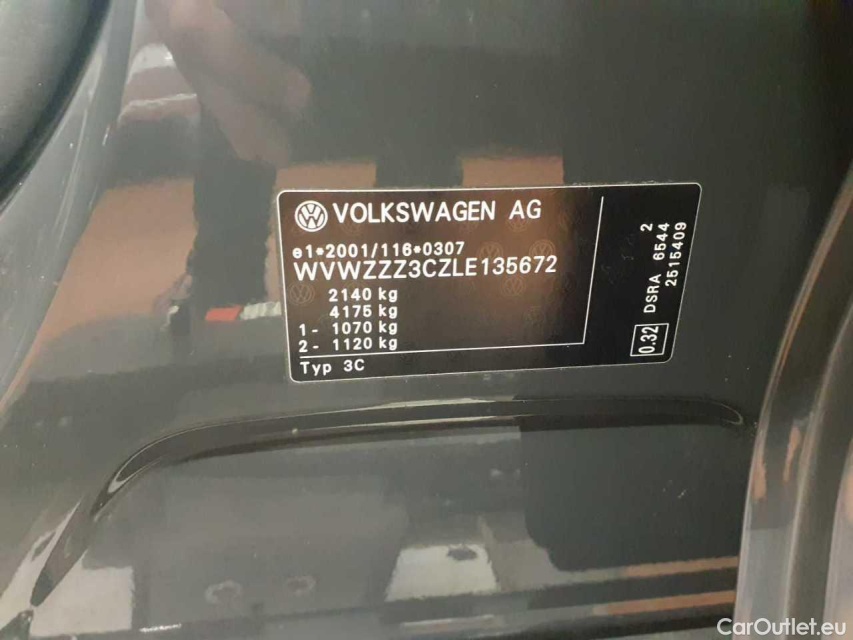 VOLKSWAGEN AG
e1*2001/116*0307
WVWZZZ3CZLE135672
2140 kg
4175 kg
1- 1070 kg
2- 1120 kg
Typ 3C
2
DSRA 6544
2515409
0.32
CarOutlet.eu